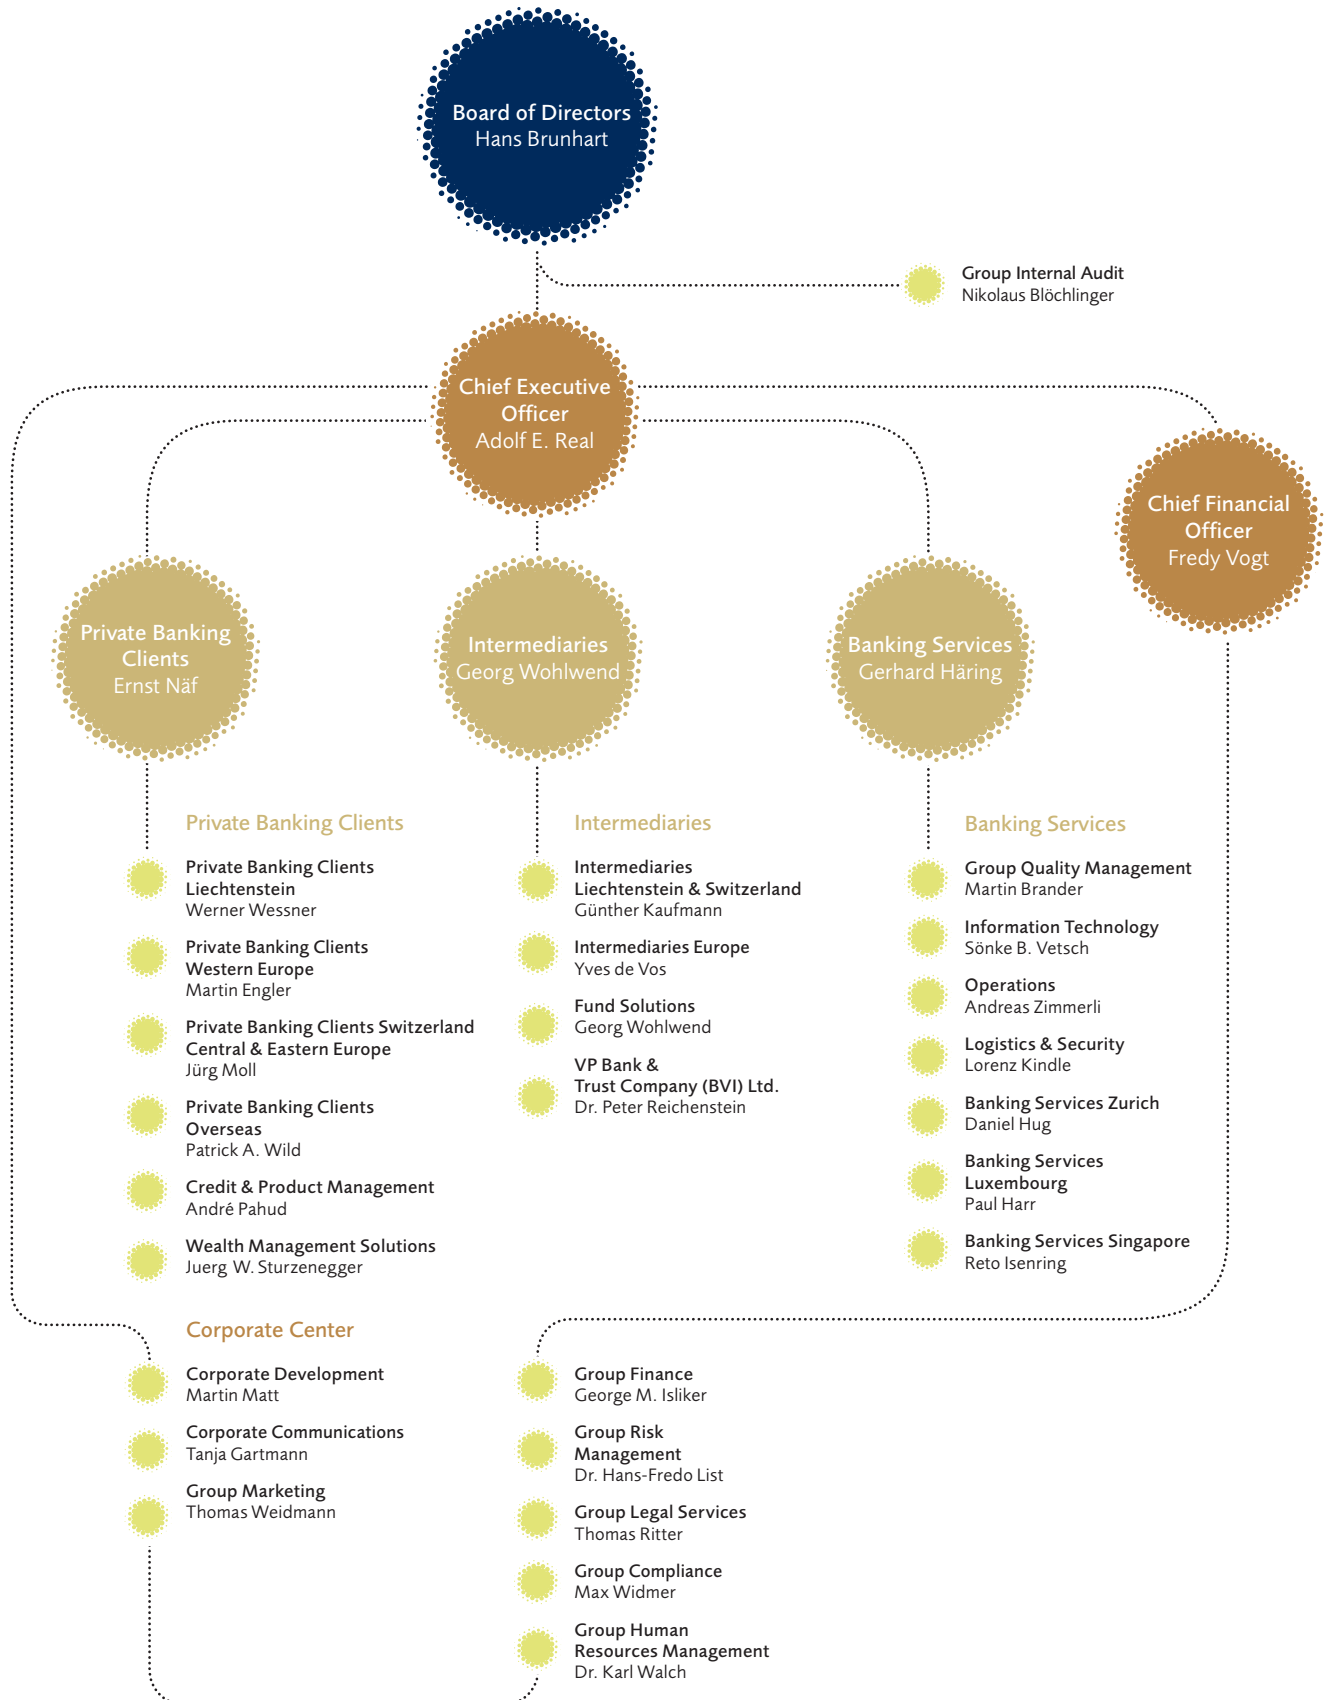 Board of Directors
Hans Brunhart
Group Internal Audit
Nikolaus Blöchlinger
Chief Executive
Officer
Adolf E. Real
Chief Financial
Officer
Fredy Vogt
Private Banking
Clients
Ernst Näf
Intermediaries
Georg Wohlwend
Banking Services
Gerhard Häring
Private Banking Clients
Private Banking Clients
Liechtenstein
Werner Wessner
Private Banking Clients
Western Europe
Martin Engler
Private Banking Clients Switzerland
Central & Eastern Europe
Jürg Moll
Private Banking Clients
Overseas
Patrick A. Wild
Credit & Product Management
André Pahud
Wealth Management Solutions
Juerg W. Sturzenegger
Intermediaries
Intermediaries
Liechtenstein & Switzerland
Günther Kaufmann
Intermediaries Europe
Yves de Vos
Fund Solutions
Georg Wohlwend
VP Bank &
Trust Company (BVI) Ltd.
Dr. Peter Reichenstein
Banking Services
Group Quality Management
Martin Brander
Information Technology
Sönke B. Vetsch
Operations
Andreas Zimmerli
Logistics & Security
Lorenz Kindle
Banking Services Zurich
Daniel Hug
Banking Services
Luxembourg
Paul Harr
Banking Services Singapore
Reto Isenring
Corporate Center
Corporate Development
Martin Matt
Corporate Communications
Tanja Gartmann
Group Marketing
Thomas Weidmann
Group Finance
George M. Isliker
Group Risk
Management
Dr. Hans-Fredo List
Group Legal Services
Thomas Ritter
Group Compliance
Max Widmer
Group Human
Resources Management
Dr. Karl Walch